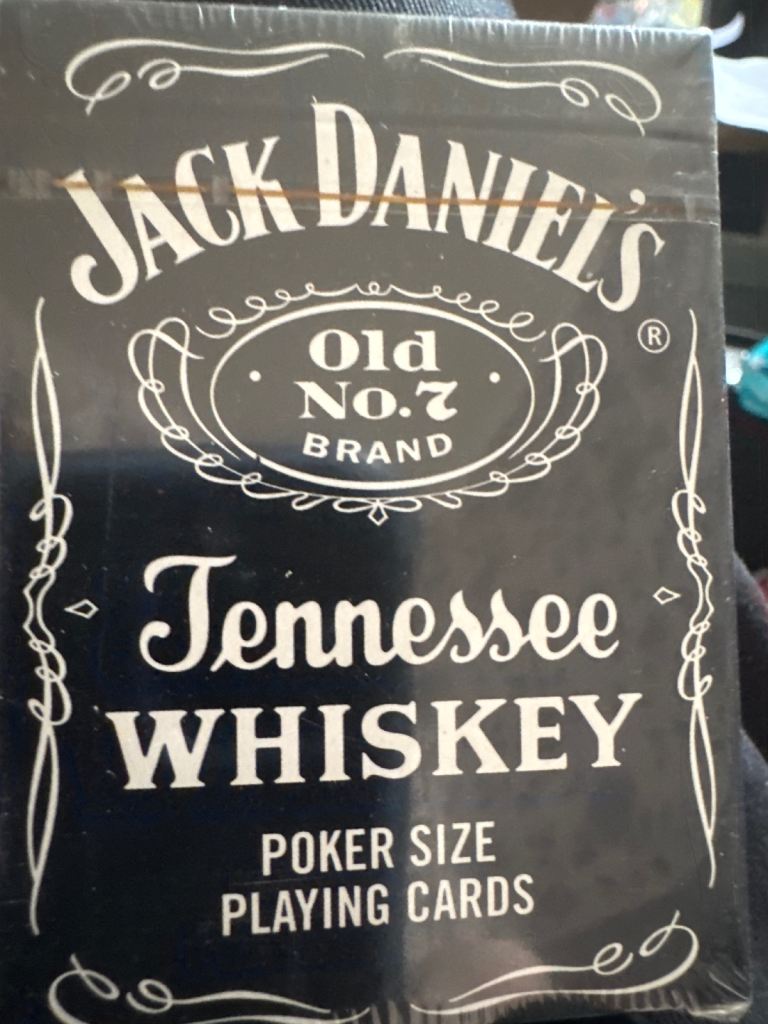 JACK DANIEL'S
®
Old
No.7
BRAND
Tennessee
WHISKEY
POKER SIZE
PLAYING CARDS